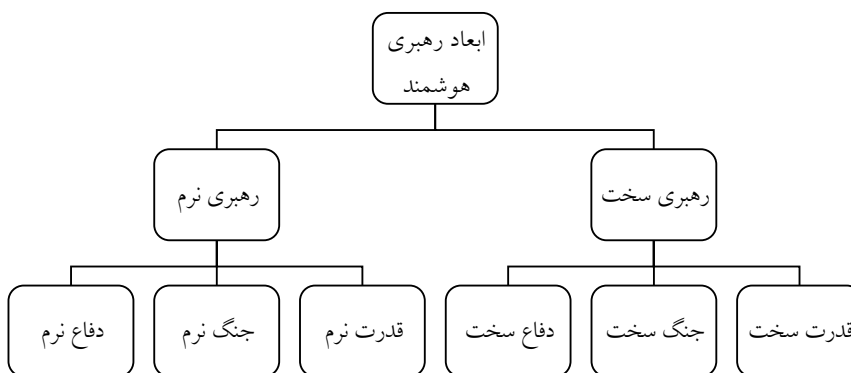 ابعاد رهبری
هوشمند
رهبری سخت
رهبری نرم
قدرت سخت
جنگ سخت
دفاع سخت
قدرت نرم
جنگ نرم
دفاع نرم